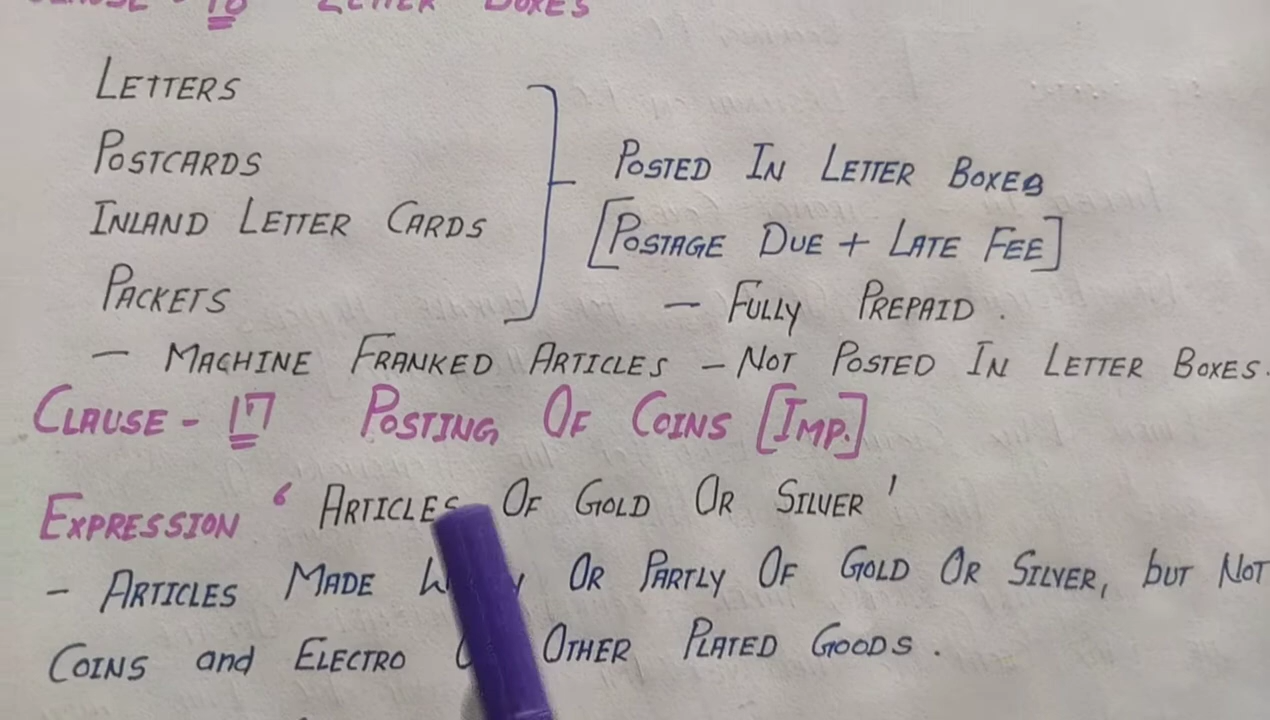 LETTER BOXES
LETTERS
POSTCARDS
INLAND LETTER CARDS
PACKETS
POSTED IN LETTER BOXES
[POSTAGE DUE + LATE FEE]
- FULLY PREPAID.
- MACHINE FRANKED ARTICLES - NOT POSTED IN LETTER BOXES.
CLAUSE - 17 POSTING OF COINS [IMP.]
EXPRESSION ' ARTICLES OF GOLD OR SILVER '
- ARTICLES MADE OR PARTLY OF GOLD OR SILVER, but NOT
COINS and ELECTRO OTHER PLATED GOODS.